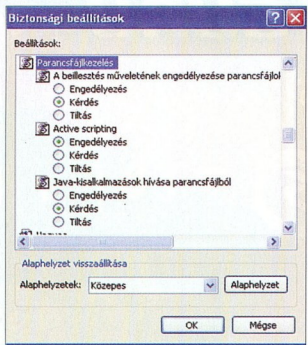 Biztonsági beállítások
Beállítások:
Parancsfájlkezelés
A beillesztés műveletének engedélyezése parancsfájlol
Engedélyezés
Kérdés
Tiltás
Active scripting
Engedélyezés
Kérdés
Tiltás
Java-kisalkalmazások hívása parancsfájlból
Engedélyezés
Kérdés
Tiltás
Alaphelyzet visszaállítása
Alaphelyzetek: Közepes Alaphelyzet
OK Mégse